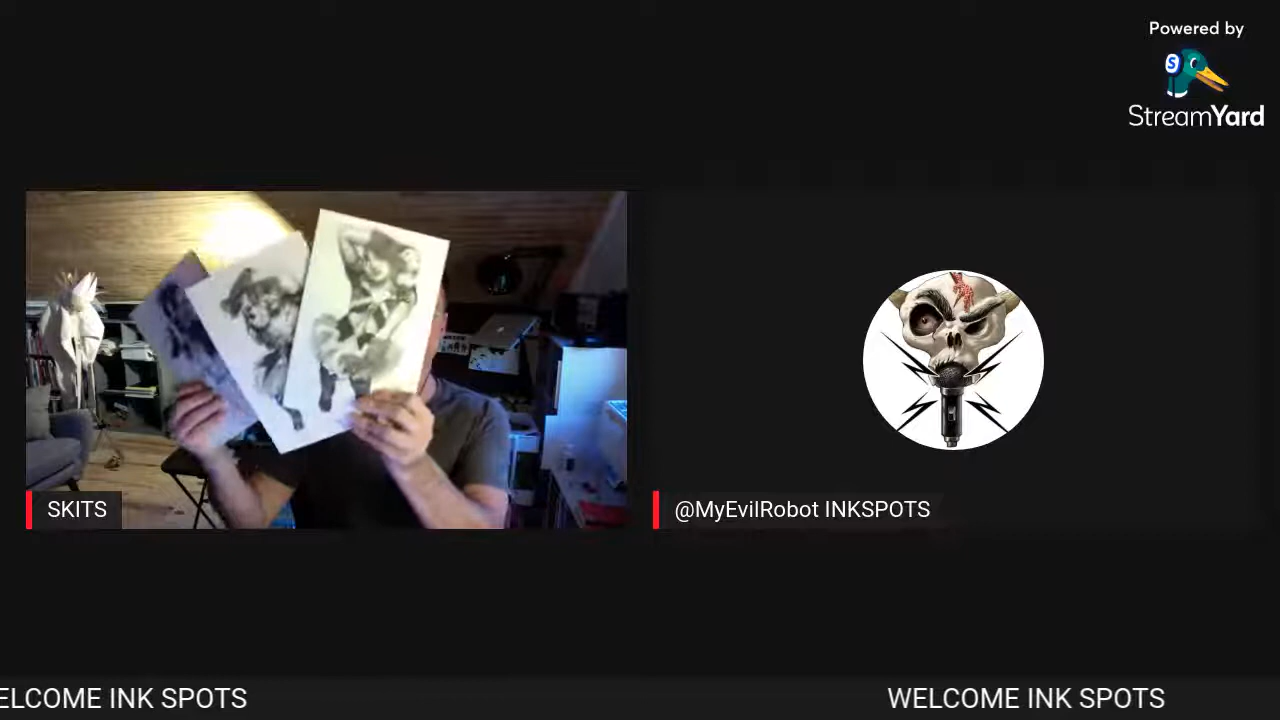 Powered by
S
StreamYard
SKITS
@MyEvilRobot INKSPOTS
ELCOME INK SPOTS
WELCOME INK SPOTS